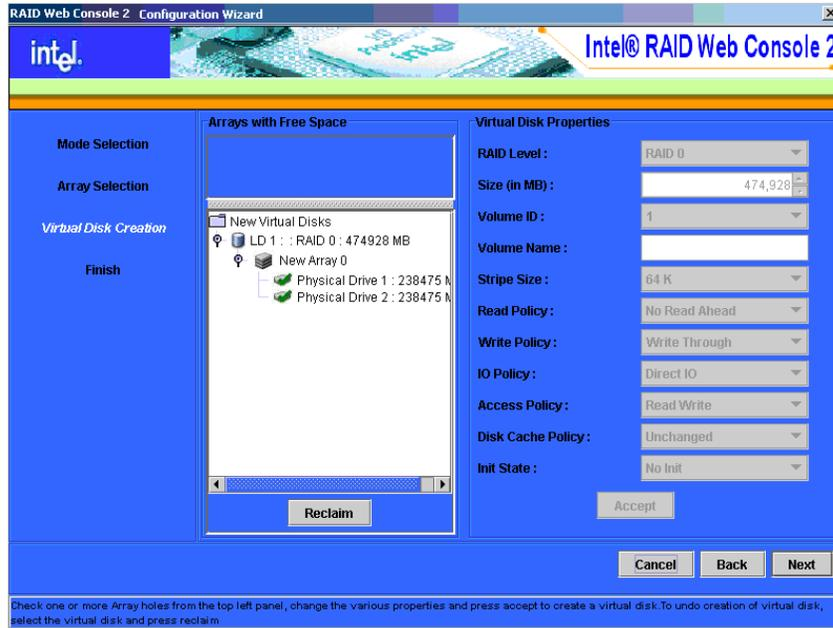 RAID Web Console 2 Configuration Wizard
intel.
Intel® RAID Web Console 2
Mode Selection
Array Selection
Virtual Disk Creation
Finish
Arrays with Free Space
New Virtual Disks
LD 1 : : RAID 0 : 474928 MB
New Array 0
Physical Drive 1 : 238475 M
Physical Drive 2 : 238475 M
Reclaim
Virtual Disk Properties
RAID Level : RAID 0
Size (in MB) : 474,928
Volume ID : 1
Volume Name :
Stripe Size : 64 K
Read Policy : No Read Ahead
Write Policy : Write Through
IO Policy : Direct IO
Access Policy : Read Write
Disk Cache Policy : Unchanged
Init State : No Init
Accept
Cancel Back Next
Check one or more Array holes from the top left panel, change the various properties and press accept to create a virtual disk.To undo creation of virtual disk,
select the virtual disk and press reclaim